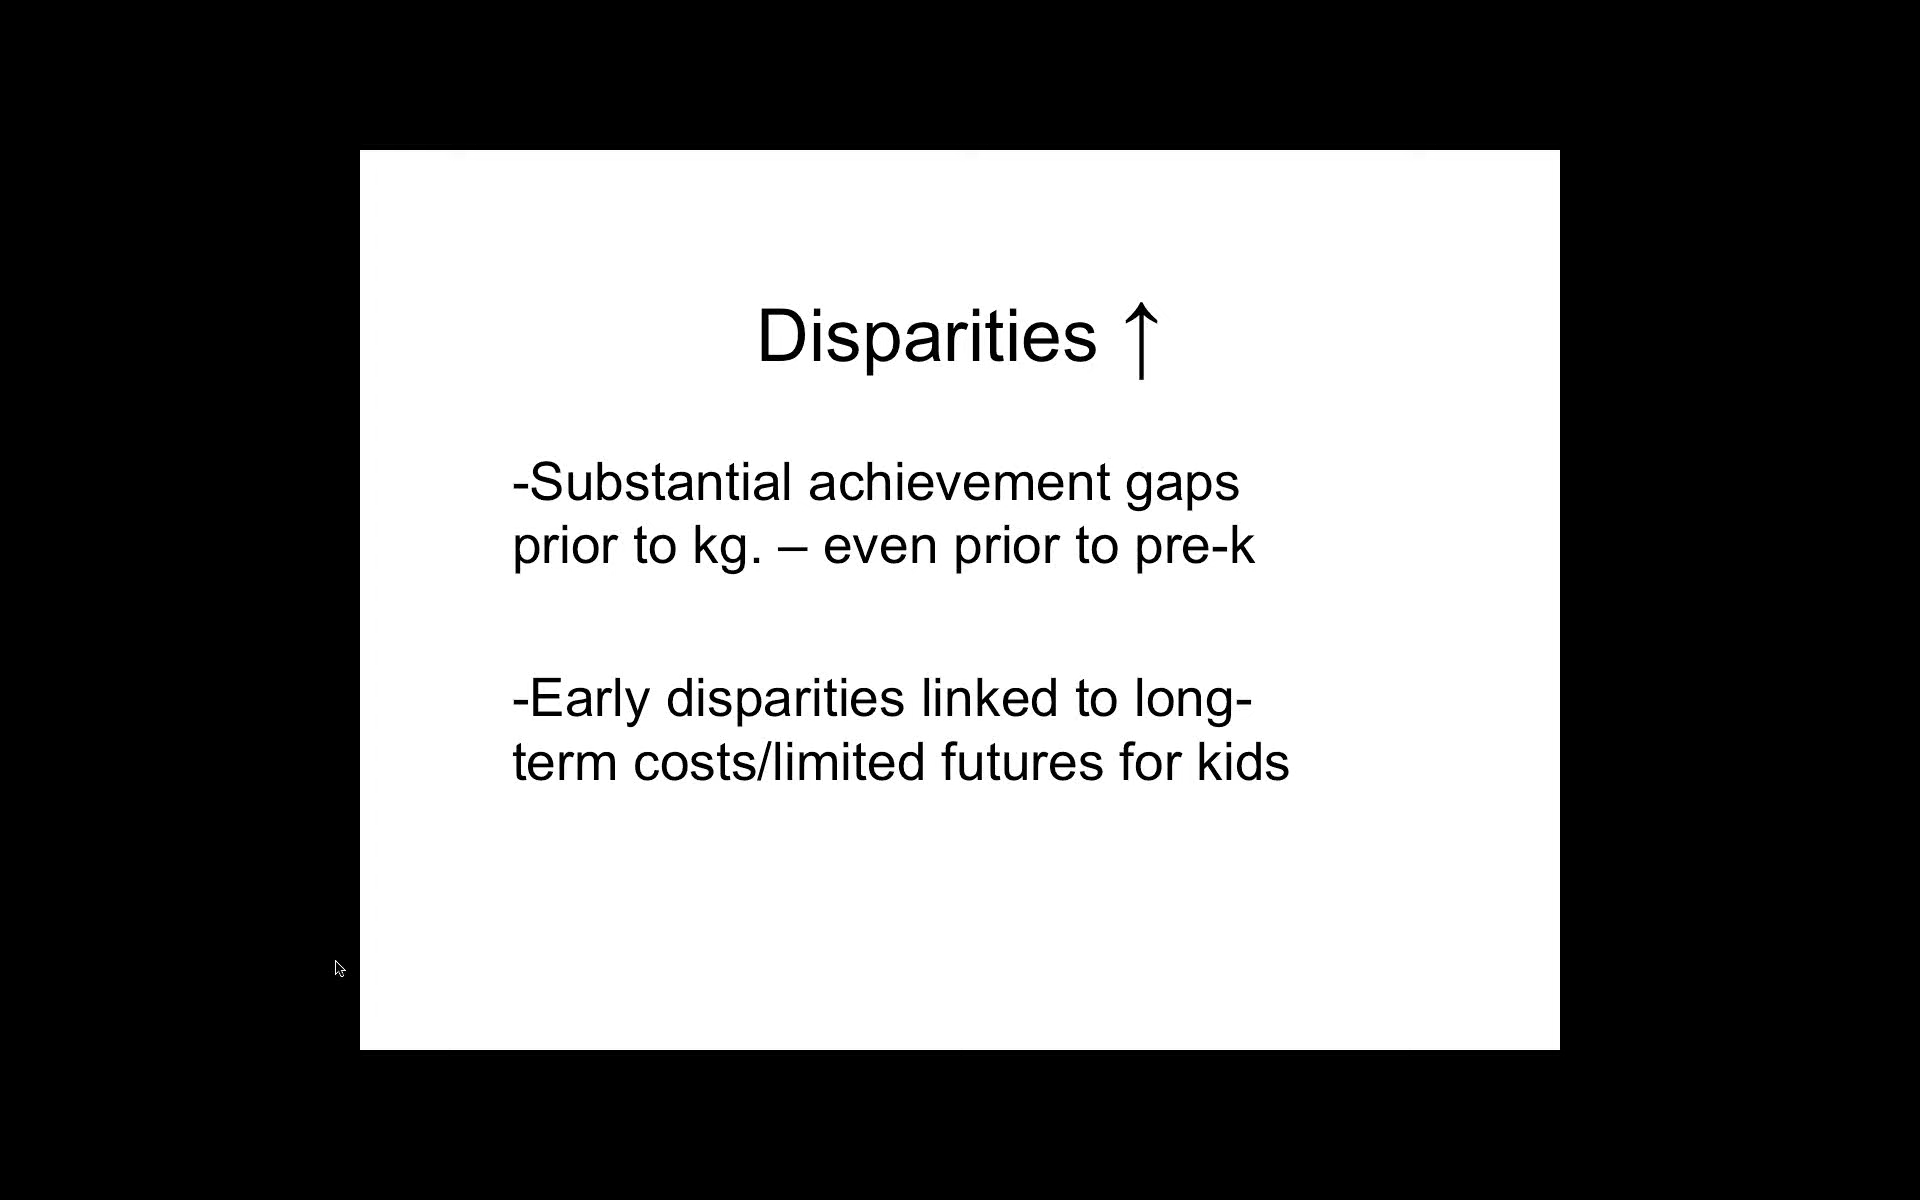 Disparities ↑
-Substantial achievement gaps
prior to kg. – even prior to pre-k
-Early disparities linked to long-
term costs/limited futures for kids